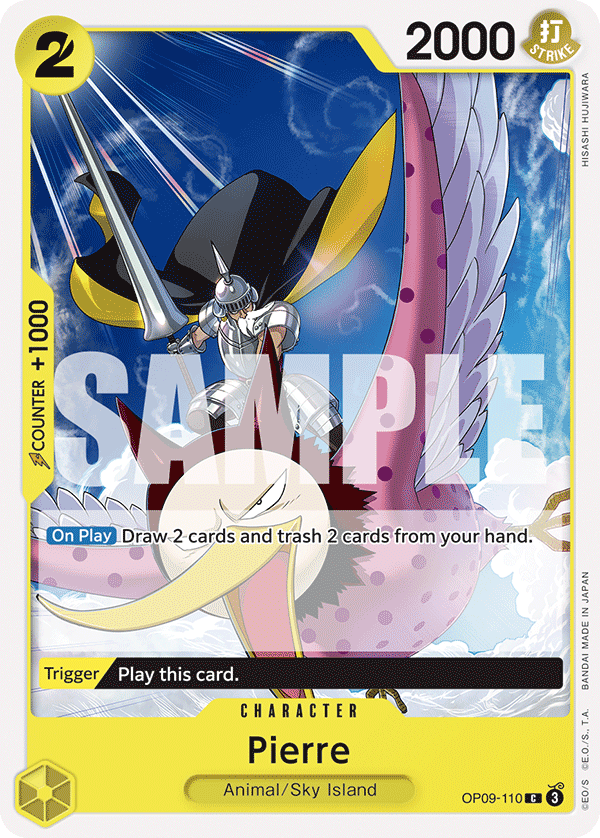 2
2000
打
STRIKE
HISASHI HUJIWARA
COUNTER +1000
SAMPLE
On Play Draw 2 cards and trash 2 cards from your hand.
Trigger Play this card.
CHARACTER
Pierre
Animal/Sky Island
OP09-110 C 3
©EO/S ©E.O./S., T.A. BANDAI MADE IN JAPAN